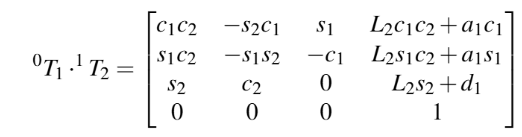 ⁰T₁·¹T₂ = [ c₁c₂  −s₂c₁  s₁  L₂c₁c₂ + a₁c₁
s₁c₂  −s₁s₂  −c₁  L₂s₁c₂ + a₁s₁
s₂  c₂  0  L₂s₂ + d₁
0  0  0  1 ]